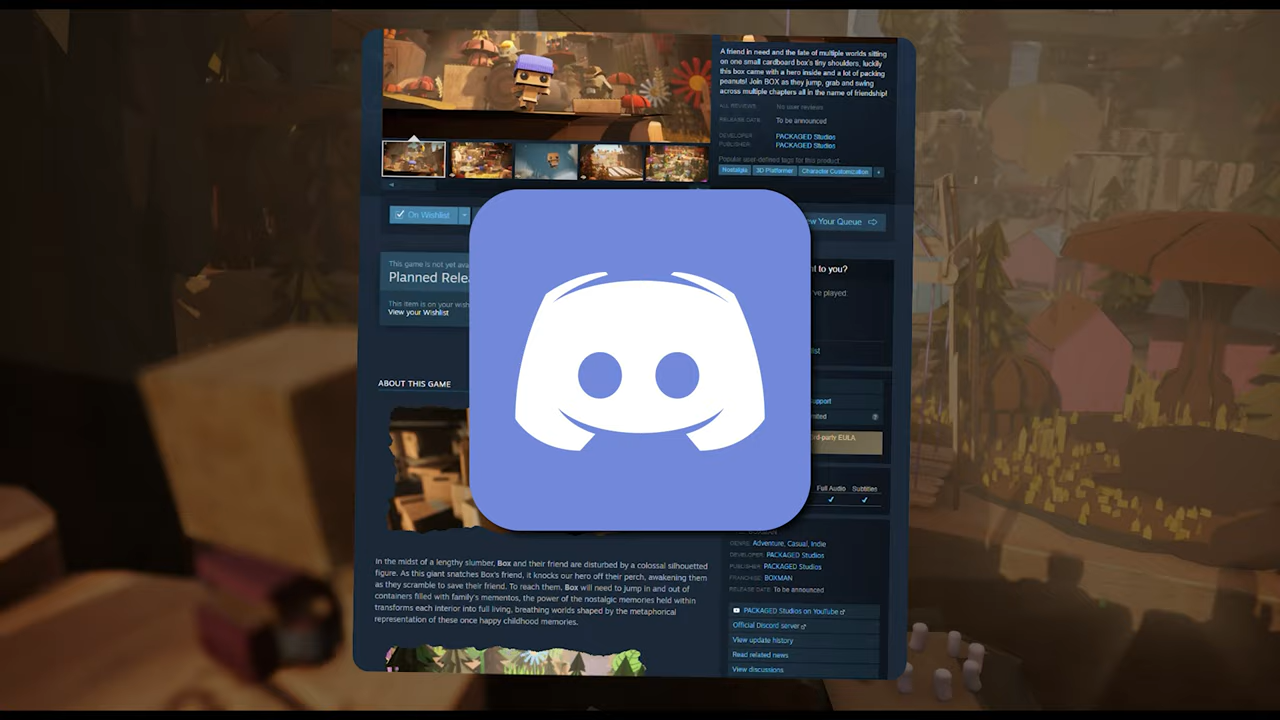 A friend in need and the fate of multiple worlds sitting
on one small cardboard box's tiny shoulders, luckily
this box came with a hero inside and a lot of packing
peanuts! Join BOX as they jump, grab and swing
across multiple chapters all in the name of friendship!
ALL REVIEWS: No user reviews
RELEASE DATE: To be announced
DEVELOPER: PACKAGED Studios
PUBLISHER: PACKAGED Studios
Popular user-defined tags for this product:
Nostalgia 3D Platformer Character Customization +
On Wishlist
Your Queue
This game is not yet
Planned
This item is on your
View your Wishlist
to you?
played:
ABOUT THIS GAME
EULA
Full Audio Subtitles
In the midst of a lengthy slumber, Box and their friend are disturbed by a colossal silhouetted
figure. As this giant snatches Box's friend, it knocks our hero off their perch, awakening them
as they scramble to save their friend. To reach them, Box will need to jump in and out of
containers filled with family's mementos, the power of the nostalgic memories held within
transforms each interior into full living, breathing worlds shaped by the metaphorical
representation of these once happy childhood memories.
GENRE: Adventure, Casual, Indie
DEVELOPER: PACKAGED Studios
PUBLISHER: PACKAGED Studios
FRANCHISE: BOXMAN
RELEASE DATE: To be announced
PACKAGED Studios on YouTube
Official Discord server
View update history
Read related news
View discussions